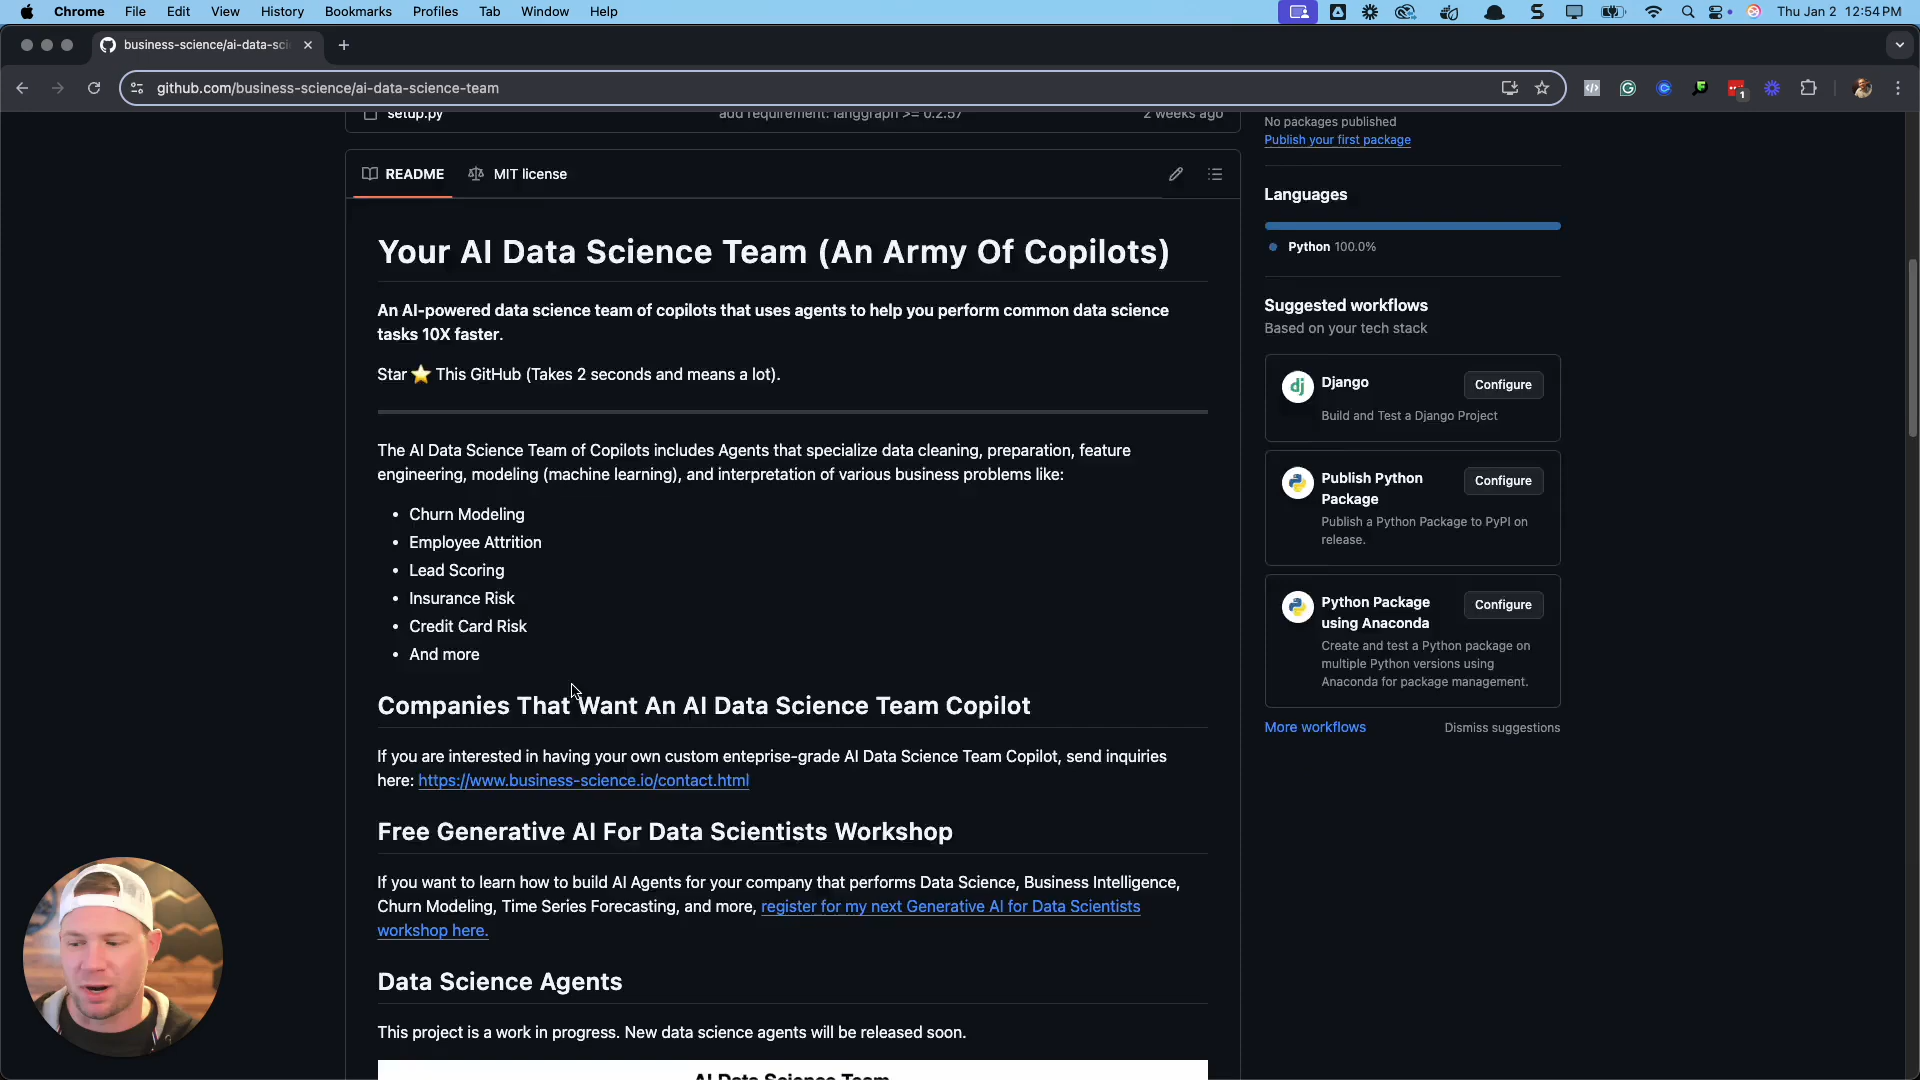 Chrome File Edit View History Bookmarks Profiles Tab Window Help
Thu Jan 2 12:54 PM
business-science/ai-data-sci
github.com/business-science/ai-data-science-team
1
setup.py add requirement: langgraph >= 0.2.57 2 weeks ago
README MIT license
Your AI Data Science Team (An Army Of Copilots)
An AI-powered data science team of copilots that uses agents to help you perform common data science
tasks 10X faster.
Star ⭐ This GitHub (Takes 2 seconds and means a lot).
The AI Data Science Team of Copilots includes Agents that specialize data cleaning, preparation, feature
engineering, modeling (machine learning), and interpretation of various business problems like:
• Churn Modeling
• Employee Attrition
• Lead Scoring
• Insurance Risk
• Credit Card Risk
• And more
Companies That Want An AI Data Science Team Copilot
If you are interested in having your own custom enteprise-grade AI Data Science Team Copilot, send inquiries
here: https://www.business-science.io/contact.html
Free Generative AI For Data Scientists Workshop
If you want to learn how to build AI Agents for your company that performs Data Science, Business Intelligence,
Churn Modeling, Time Series Forecasting, and more, register for my next Generative AI for Data Scientists
workshop here.
Data Science Agents
This project is a work in progress. New data science agents will be released soon.
AI Data Science Team
No packages published
Publish your first package
Languages
Python 100.0%
Suggested workflows
Based on your tech stack
dj Django Configure
Build and Test a Django Project
Publish Python Configure
Package
Publish a Python Package to PyPI on
release.
Python Package Configure
using Anaconda
Create and test a Python package on
multiple Python versions using
Anaconda for package management.
More workflows Dismiss suggestions